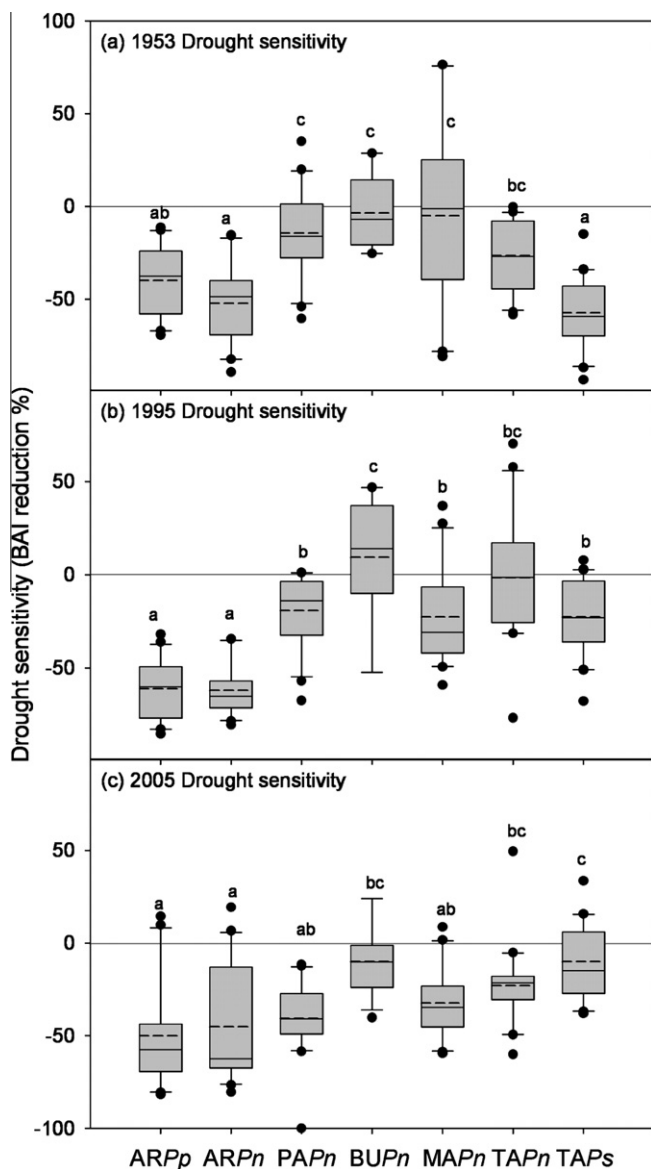 100
(a) 1953 Drought sensitivity
50
0
-50
ab
a
c
c
c
bc
a
(b) 1995 Drought sensitivity
50
0
-50
a
a
b
c
b
bc
b
(c) 2005 Drought sensitivity
50
0
-50
-100
a
a
ab
bc
ab
bc
c
Drought sensitivity (BAI reduction %)
ARPp ARPn PAPn BUPn MAPn TAPn TAPs